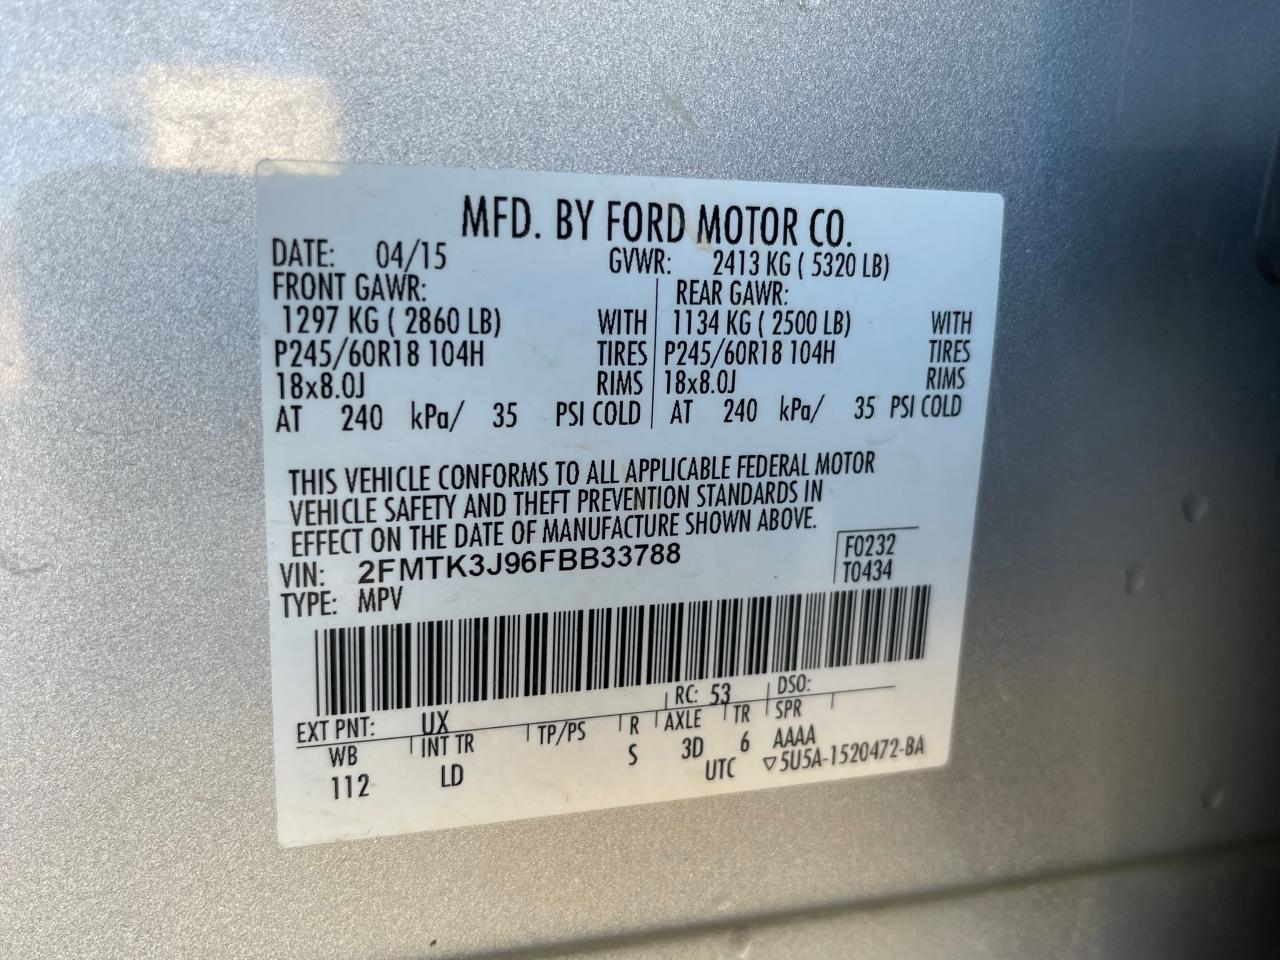 MFD. BY FORD MOTOR CO.
DATE: 04/15 GVWR: 2413 KG ( 5320 LB)
FRONT GAWR: REAR GAWR:
1297 KG ( 2860 LB) WITH 1134 KG ( 2500 LB) WITH
P245/60R18 104H TIRES P245/60R18 104H TIRES
18x8.0J RIMS 18x8.0J RIMS
AT 240 kPa/ 35 PSI COLD AT 240 kPa/ 35 PSI COLD
THIS VEHICLE CONFORMS TO ALL APPLICABLE FEDERAL MOTOR
VEHICLE SAFETY AND THEFT PREVENTION STANDARDS IN
EFFECT ON THE DATE OF MANUFACTURE SHOWN ABOVE.
VIN: 2FMTK3J96FBB33788 F0232
TYPE: MPV T0434
EXT PNT: UX RC: 53 DSO:
WB INT TR TP/PS R AXLE TR SPR
112 LD S 3D 6 AAAA
UTC ▽5U5A-1520472-BA